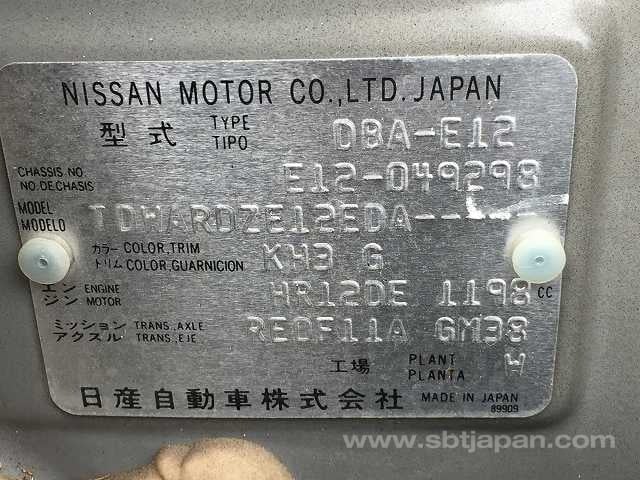 NISSAN MOTOR CO.,LTD. JAPAN
型式 TYPE TIPO DBA-E12
CHASSIS.NO. NO.DE.CHASIS E12-049298
MODEL MODELO TDWARDZE12EDA-----
カラー COLOR,TRIM
トリム COLOR,GUARNICION KH3 G
エンジン ENGINE MOTOR HR12DE 1198 CC
ミッション TRANS.,AXLE
アクスル TRANS.,EJE RE0F11A GM38
工場 PLANT PLANTA W
日産自動車株式会社 MADE IN JAPAN
89909
www.sbtjapan.com